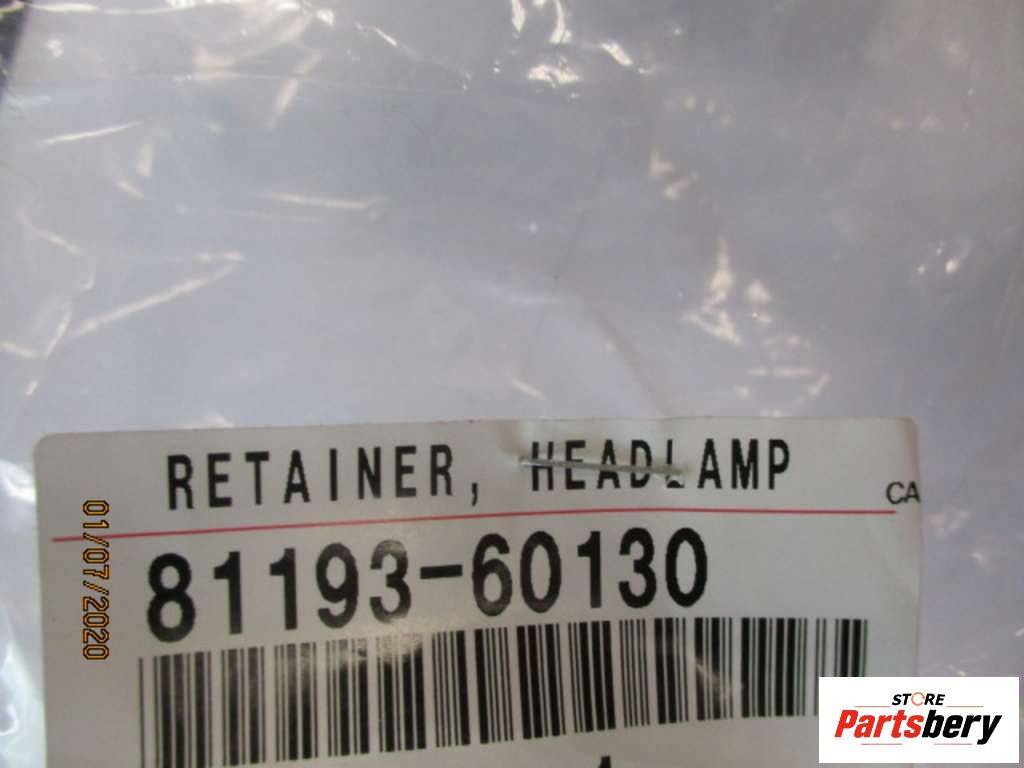 RETAINER, HEADLAMP
CA
81193-60130
01/07/2020
STORE
Partsbery